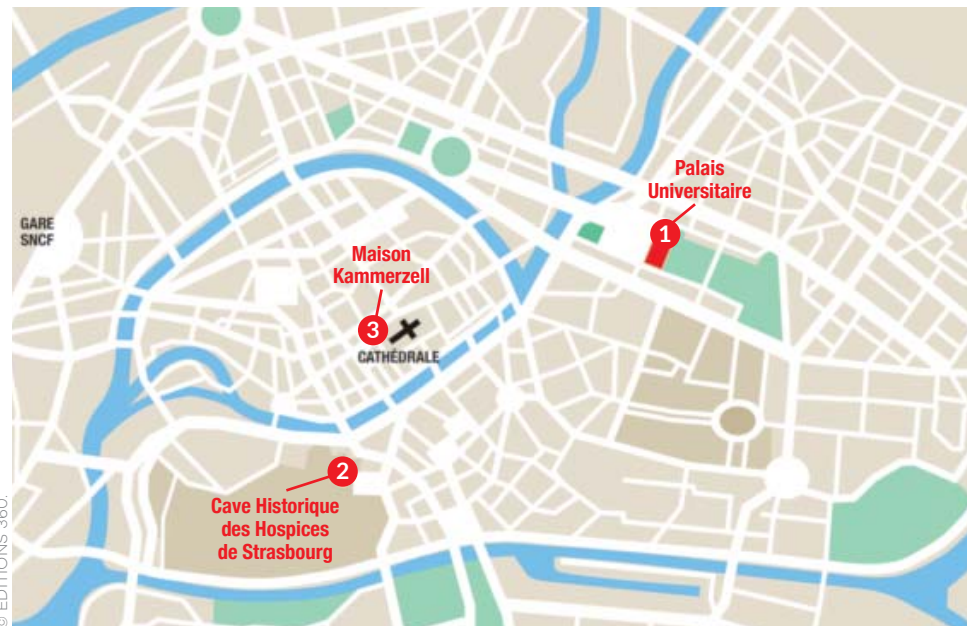 Palais
Universitaire
1
GARE
SNCF
Maison
Kammerzell
3
CATHÉDRALE
2
Cave Historique
des Hospices
de Strasbourg
© EDITIONS 360.